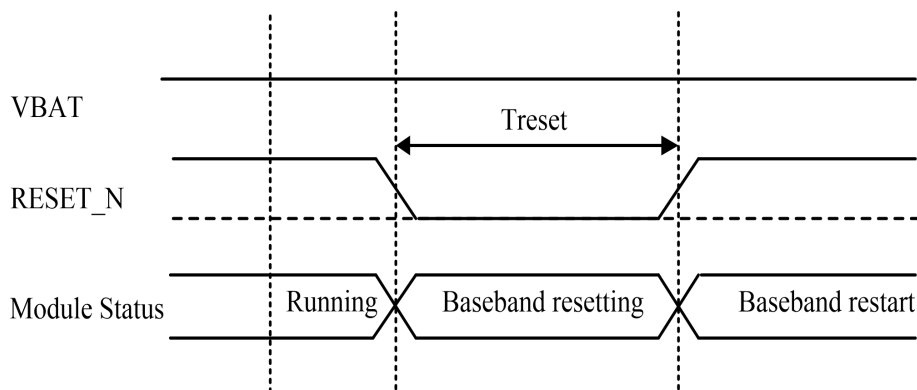 VBAT
Treset
RESET_N
Module Status
Running
Baseband resetting
Baseband restart